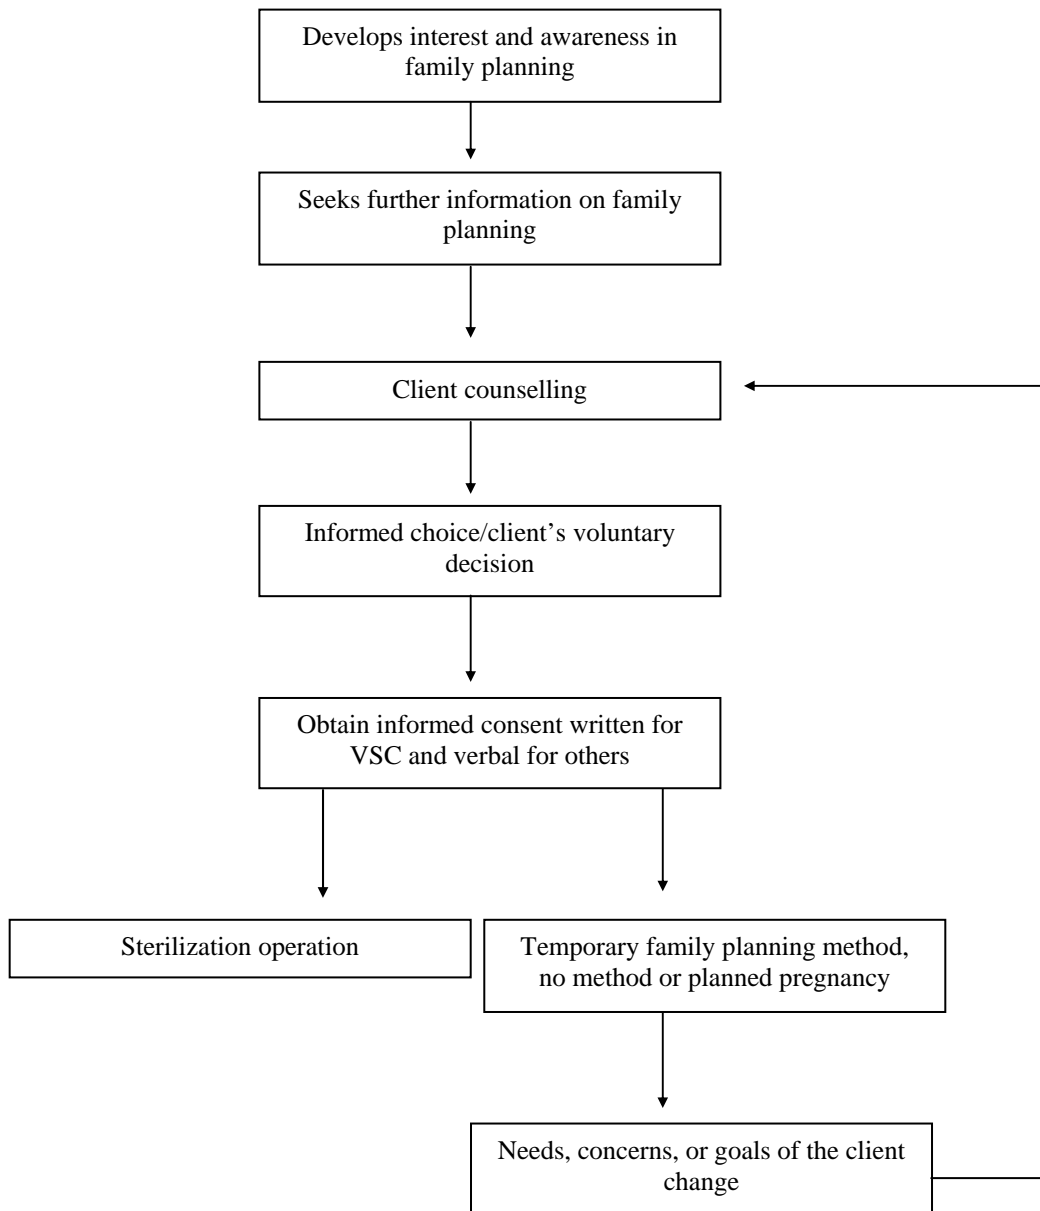 Develops interest and awareness in
family planning
Seeks further information on family
planning
Client counselling
Informed choice/client’s voluntary
decision
Obtain informed consent written for
VSC and verbal for others
Sterilization operation
Temporary family planning method,
no method or planned pregnancy
Needs, concerns, or goals of the client
change